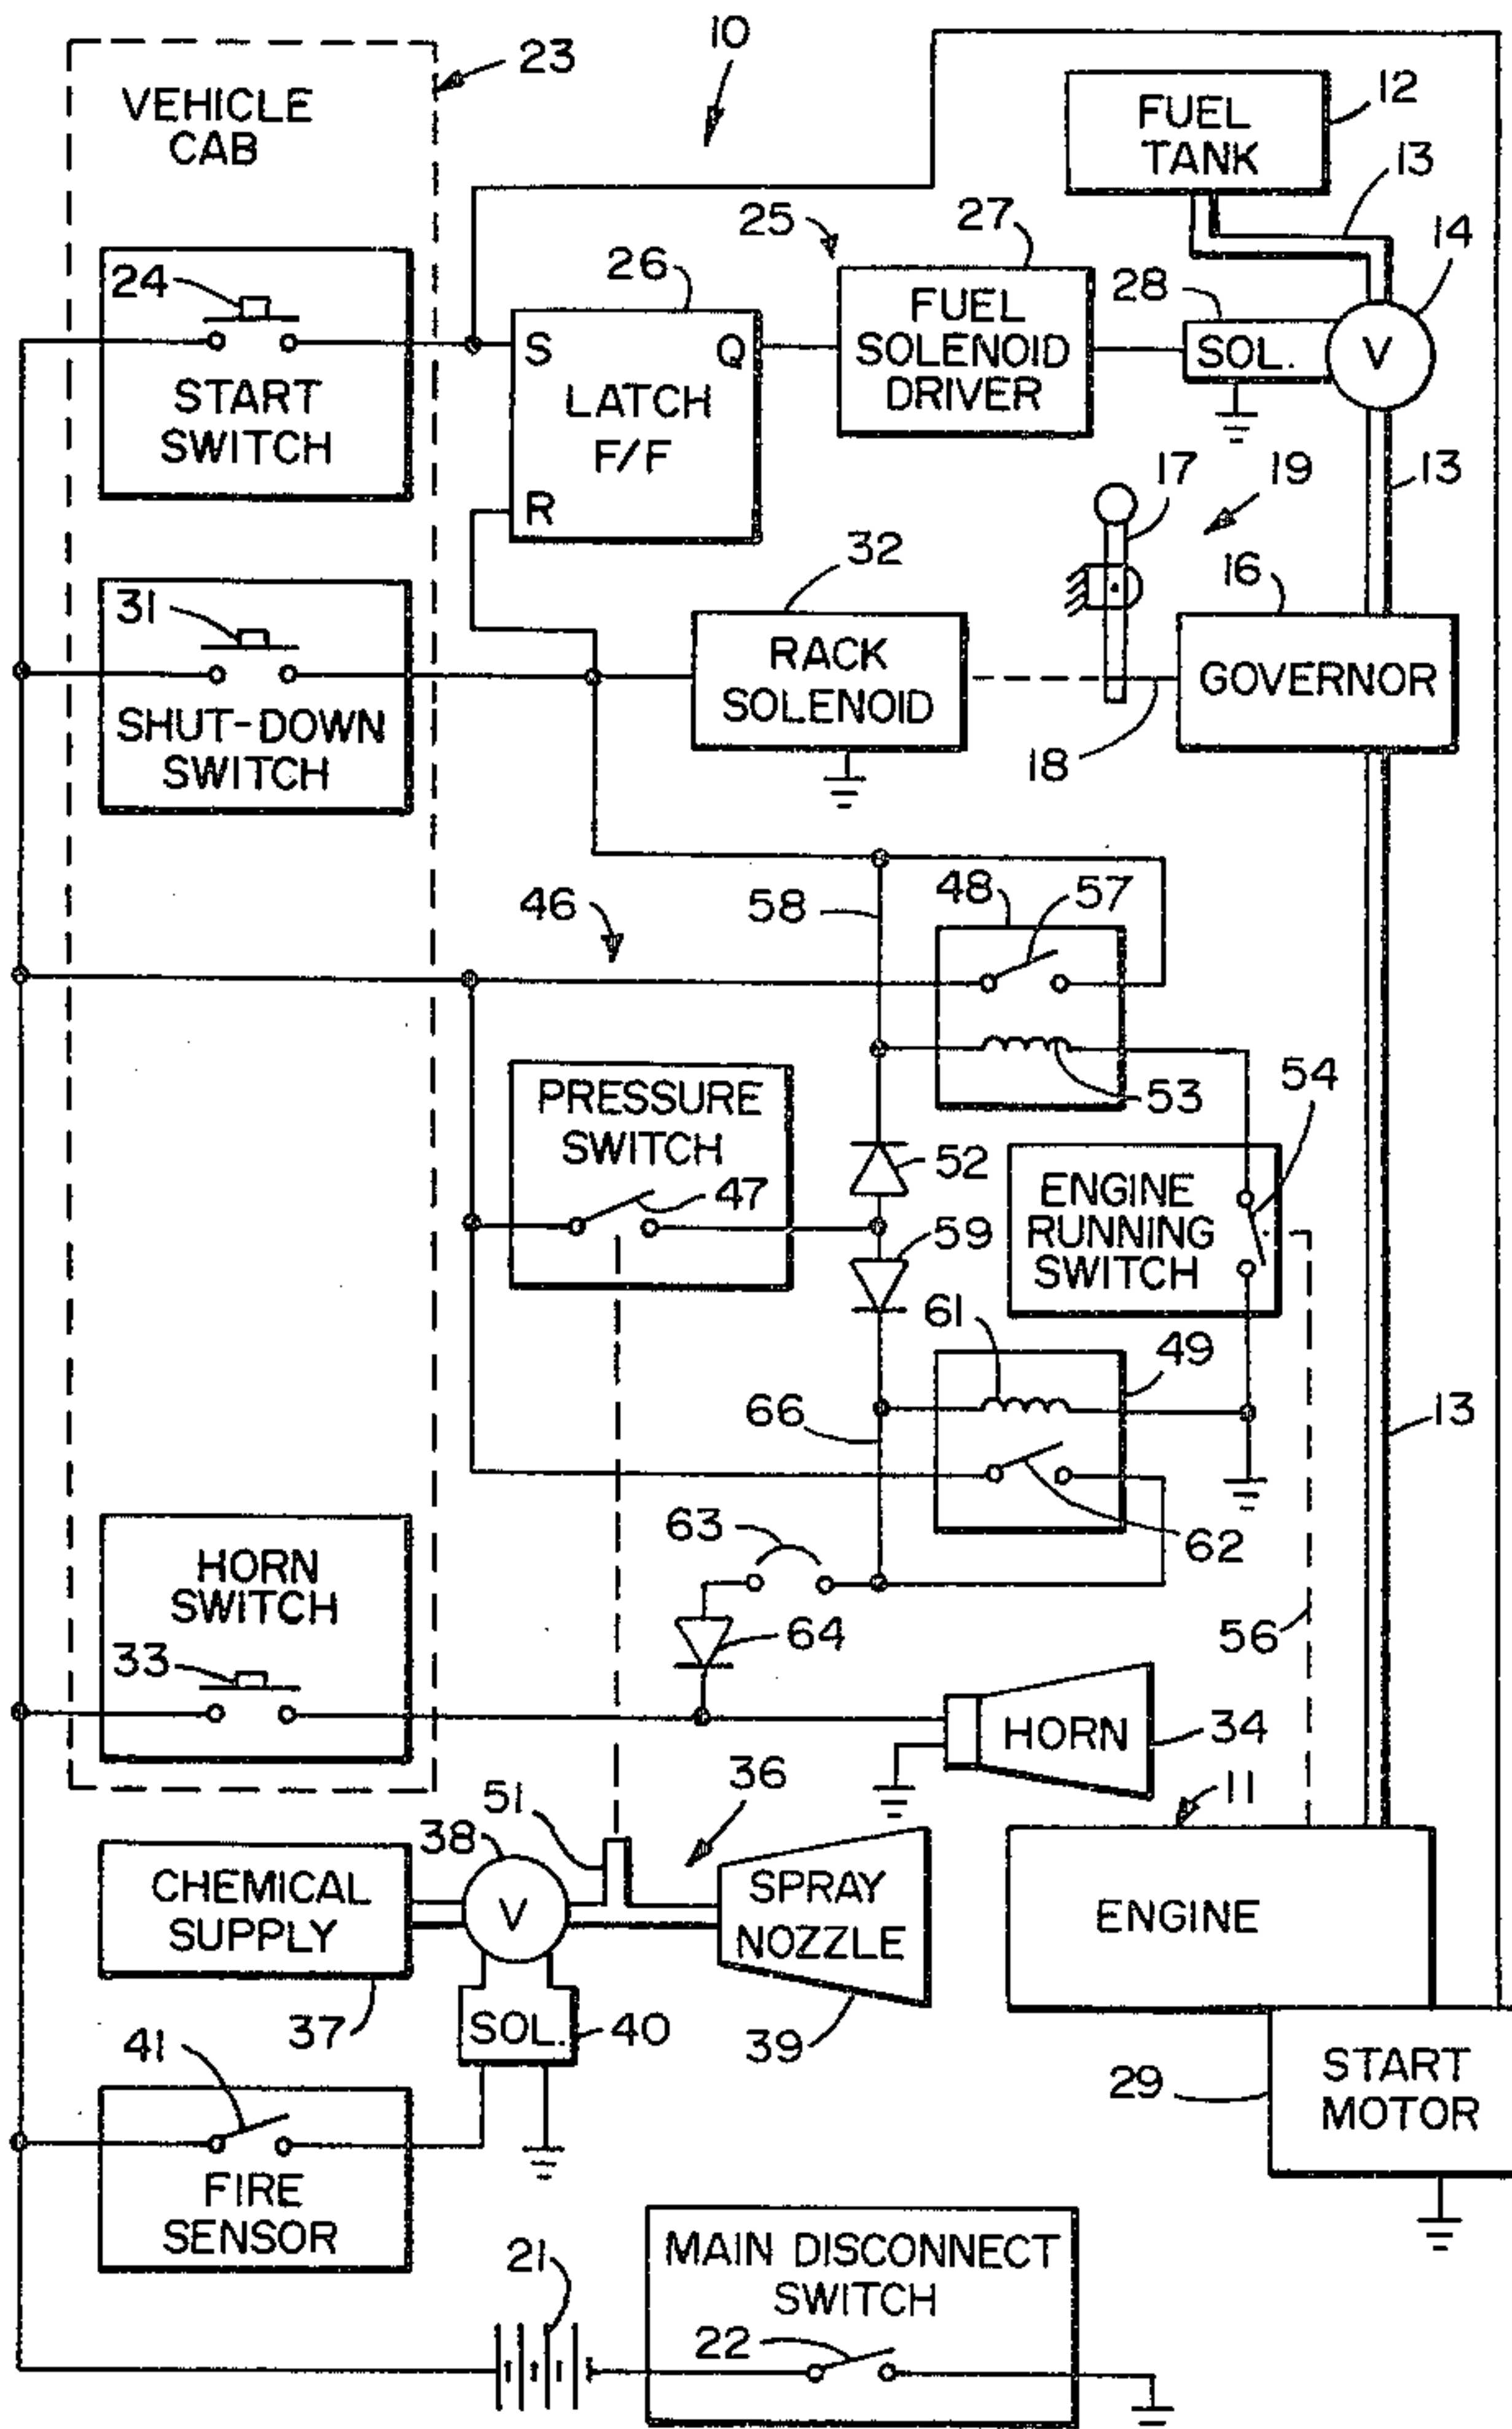 10
23
VEHICLE
CAB
12
FUEL
TANK
13
14
25
27
26
24
28
START
SWITCH
S
Q
LATCH
F/F
R
FUEL
SOLENOID
DRIVER
SOL.
V
17
19
13
32
16
31
SHUT-DOWN
SWITCH
RACK
SOLENOID
GOVERNOR
18
46
58
48
57
53
54
PRESSURE
SWITCH
47
52
59
ENGINE
RUNNING
SWITCH
61
49
66
13
63
62
HORN
SWITCH
33
64
56
HORN
34
11
36
51
38
CHEMICAL
SUPPLY
V
SPRAY
NOZZLE
ENGINE
37
SOL.
40
39
41
29
START
MOTOR
FIRE
SENSOR
21
MAIN DISCONNECT
SWITCH
22